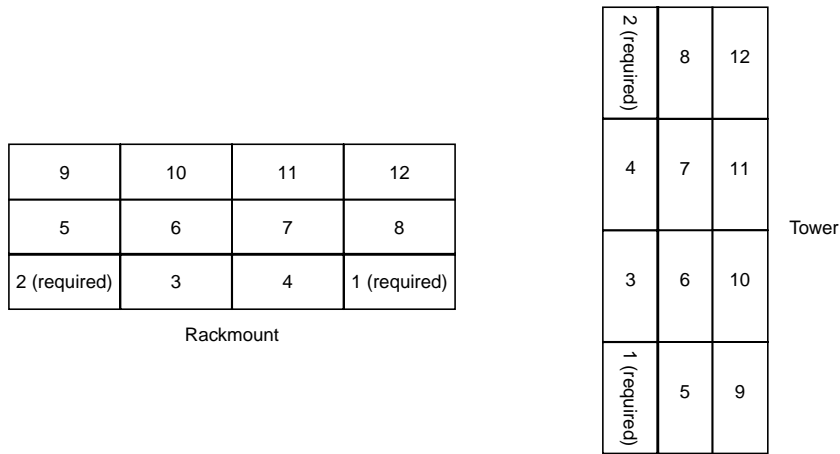 9 10 11 12
5 6 7 8
2 (required) 3 4 1 (required)
Rackmount
2 (required) 8 12
4 7 11
Tower
3 6 10
1 (required) 5 9